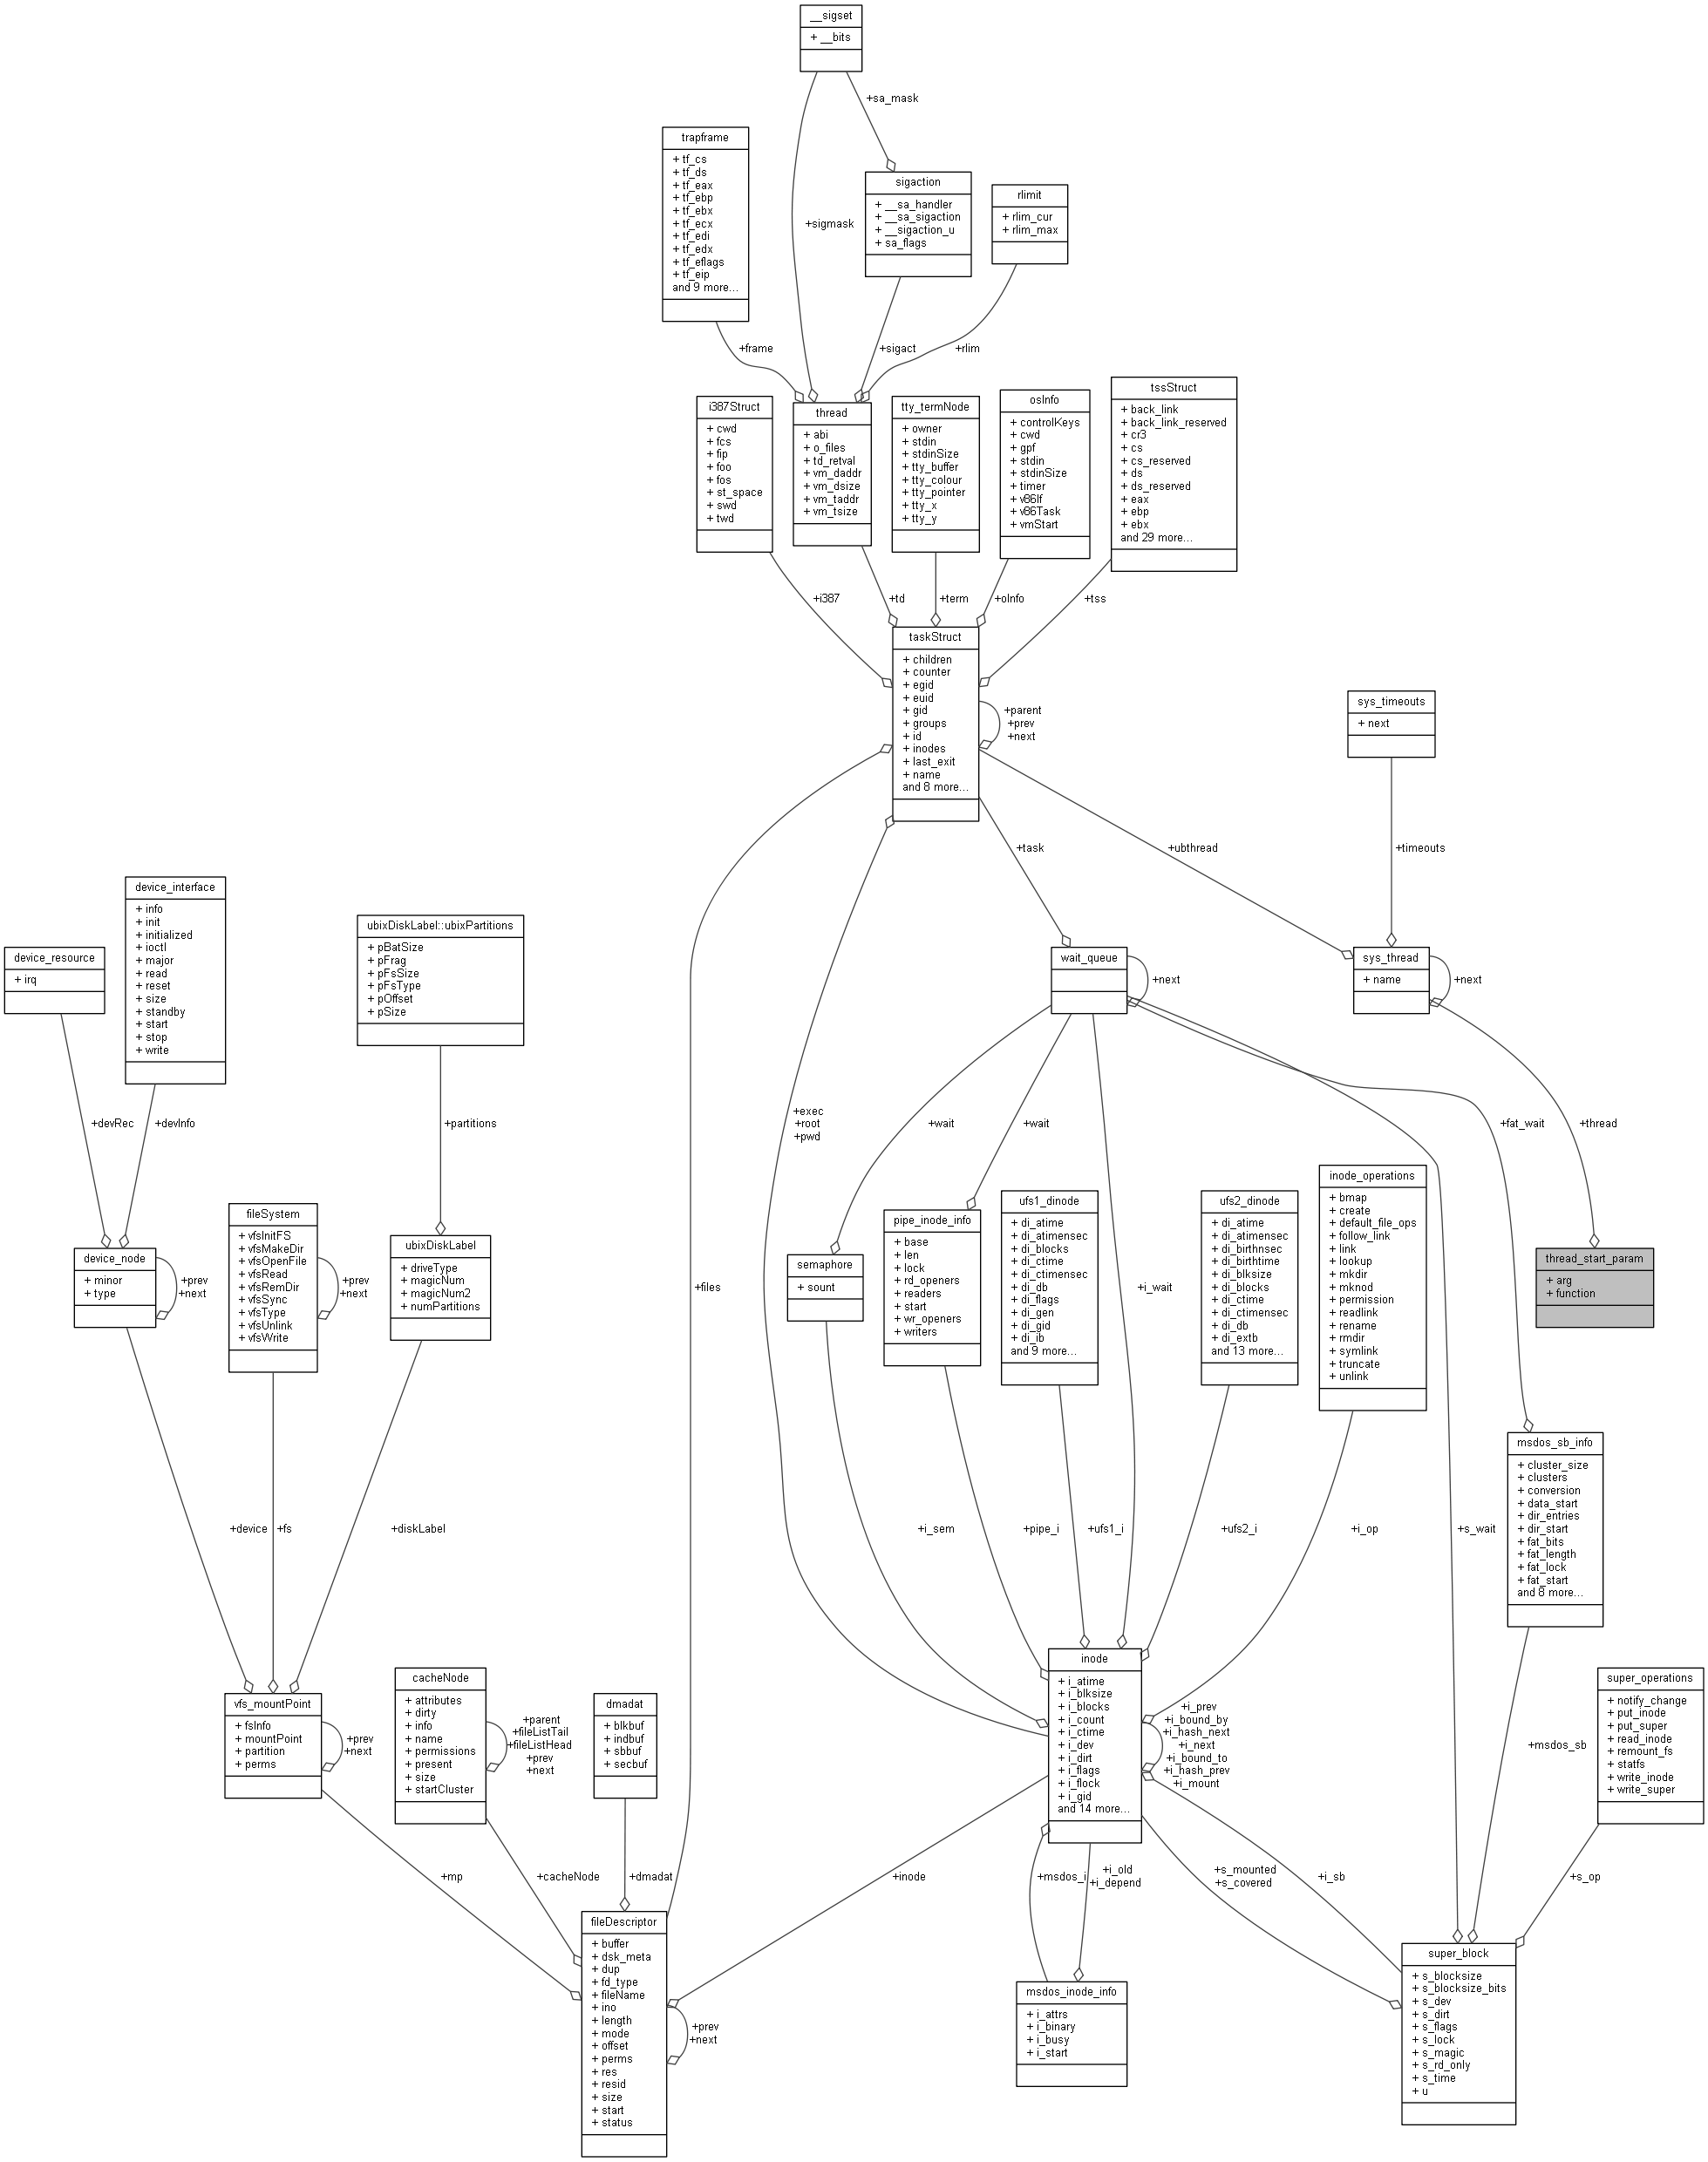 __sigset
+ __bits
+sa_mask
trapframe
+ tf_cs
+ tf_ds
+ tf_eax
+ tf_ebp
+ tf_ebx
+ tf_ecx
+ tf_edi
+ tf_edx
+ tf_eflags
+ tf_eip
and 9 more...
+sigmask
sigaction
+ __sa_handler
+ __sa_sigaction
+ __sigaction_u
+ sa_flags
rlimit
+ rlim_cur
+ rlim_max
+frame
+sigact
+rlim
i387Struct
+ cwd
+ fcs
+ fip
+ foo
+ fos
+ st_space
+ swd
+ twd
thread
+ abi
+ o_files
+ td_retval
+ vm_daddr
+ vm_dsize
+ vm_taddr
+ vm_tsize
tty_termNode
+ owner
+ stdin
+ stdinSize
+ tty_buffer
+ tty_colour
+ tty_pointer
+ tty_x
+ tty_y
osInfo
+ controlKeys
+ cwd
+ gpf
+ stdin
+ stdinSize
+ timer
+ v86If
+ v86Task
+ vmStart
tssStruct
+ back_link
+ back_link_reserved
+ cr3
+ cs
+ cs_reserved
+ ds
+ ds_reserved
+ eax
+ ebp
+ ebx
and 29 more...
+i387
+td
+term
+oInfo
+tss
taskStruct
+ children
+ counter
+ egid
+ euid
+ gid
+ groups
+ id
+ inodes
+ last_exit
+ name
and 8 more...
+parent
+prev
+next
sys_timeouts
+ next
+task
+ubthread
+timeouts
device_resource
+ irq
device_interface
+ info
+ init
+ initialized
+ ioctl
+ major
+ read
+ reset
+ size
+ standby
+ start
+ stop
+ write
ubixDiskLabel::ubixPartitions
+ pBatSize
+ pFrag
+ pFsSize
+ pFsType
+ pOffset
+ pSize
wait_queue
+next
sys_thread
+ name
+next
+devRec
+devInfo
+partitions
+exec
+root
+pwd
+wait
+wait
+fat_wait
+thread
device_node
+ minor
+ type
+prev
+next
fileSystem
+ vfsInitFS
+ vfsMakeDir
+ vfsOpenFile
+ vfsRead
+ vfsRemDir
+ vfsSync
+ vfsType
+ vfsUnlink
+ vfsWrite
+prev
+next
ubixDiskLabel
+ driveType
+ magicNum
+ magicNum2
+ numPartitions
+files
semaphore
+ sount
pipe_inode_info
+ base
+ len
+ lock
+ rd_openers
+ readers
+ start
+ wr_openers
+ writers
ufs1_dinode
+ di_atime
+ di_atimensec
+ di_blocks
+ di_ctime
+ di_ctimensec
+ di_db
+ di_flags
+ di_gen
+ di_gid
+ di_ib
and 9 more...
+i_wait
ufs2_dinode
+ di_atime
+ di_atimensec
+ di_birthnsec
+ di_birthtime
+ di_blksize
+ di_blocks
+ di_ctime
+ di_ctimensec
+ di_db
+ di_extb
and 13 more...
inode_operations
+ bmap
+ create
+ default_file_ops
+ follow_link
+ link
+ lookup
+ mkdir
+ mknod
+ permission
+ readlink
+ rename
+ rmdir
+ symlink
+ truncate
+ unlink
thread_start_param
+ arg
+ function
+device
+fs
+diskLabel
+i_sem
+pipe_i
+ufs1_i
+ufs2_i
+i_op
+s_wait
msdos_sb_info
+ cluster_size
+ clusters
+ conversion
+ data_start
+ dir_entries
+ dir_start
+ fat_bits
+ fat_length
+ fat_lock
+ fat_start
and 8 more...
vfs_mountPoint
+ fsInfo
+ mountPoint
+ partition
+ perms
+prev
+next
cacheNode
+ attributes
+ dirty
+ info
+ name
+ permissions
+ present
+ size
+ startCluster
+parent
+fileListTail
+fileListHead
+prev
+next
dmadat
+ blkbuf
+ indbuf
+ sbbuf
+ secbuf
inode
+ i_atime
+ i_blksize
+ i_blocks
+ i_count
+ i_ctime
+ i_dev
+ i_dirt
+ i_flags
+ i_flock
+ i_gid
and 14 more...
+i_prev
+i_bound_by
+i_hash_next
+i_next
+i_bound_to
+i_hash_prev
+i_mount
+msdos_sb
super_operations
+ notify_change
+ put_inode
+ put_super
+ read_inode
+ remount_fs
+ statfs
+ write_inode
+ write_super
+mp
+cacheNode
+dmadat
+inode
+msdos_i
+i_old
+i_depend
+s_mounted
+s_covered
+i_sb
+s_op
fileDescriptor
+ buffer
+ dsk_meta
+ dup
+ fd_type
+ fileName
+ ino
+ length
+ mode
+ offset
+ perms
+ res
+ resid
+ size
+ start
+ status
+prev
+next
msdos_inode_info
+ i_attrs
+ i_binary
+ i_busy
+ i_start
super_block
+ s_blocksize
+ s_blocksize_bits
+ s_dev
+ s_dirt
+ s_flags
+ s_lock
+ s_magic
+ s_rd_only
+ s_time
+ u